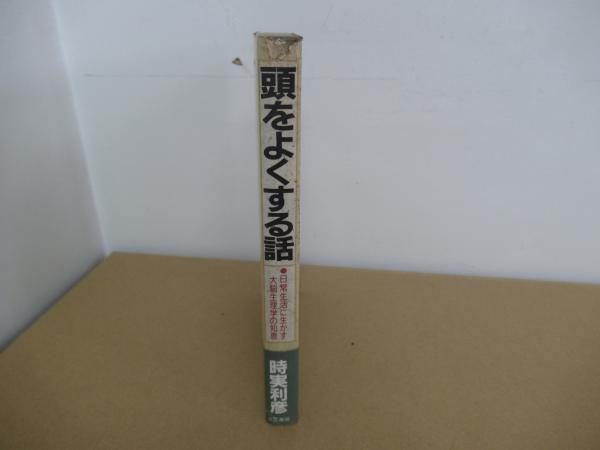 頭をよくする話
●日常生活に生かす
大脳生理学の知恵
時実利彦